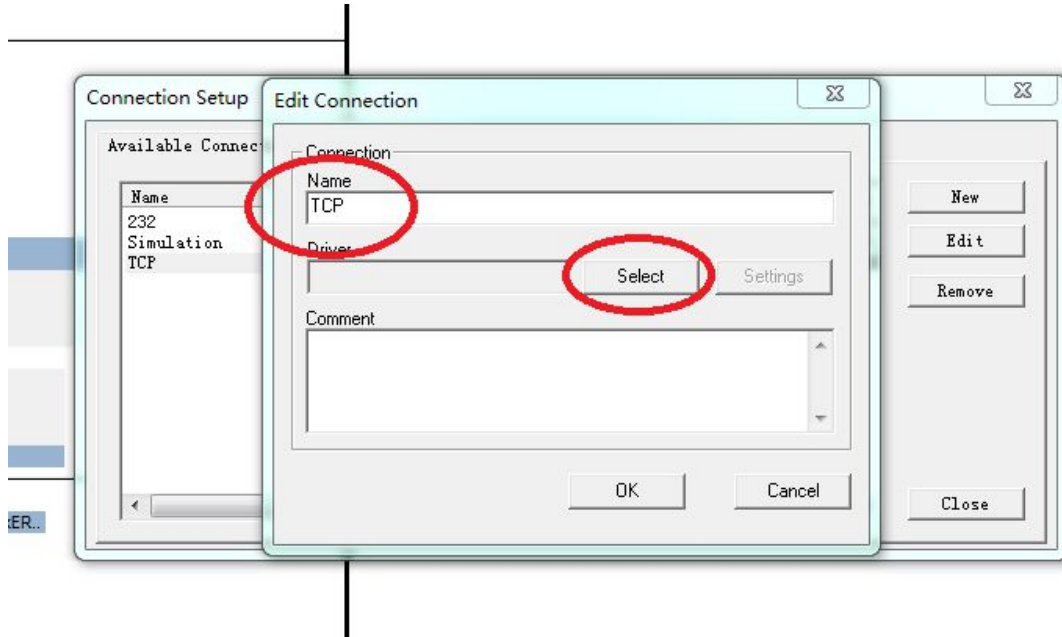 Connection Setup
Edit Connection
Available Connec
Name
232
Simulation
TCP
Connection
Name
TCP
Driver
Select
Settings
Comment
OK
Cancel
New
Edit
Remove
Close
ER..